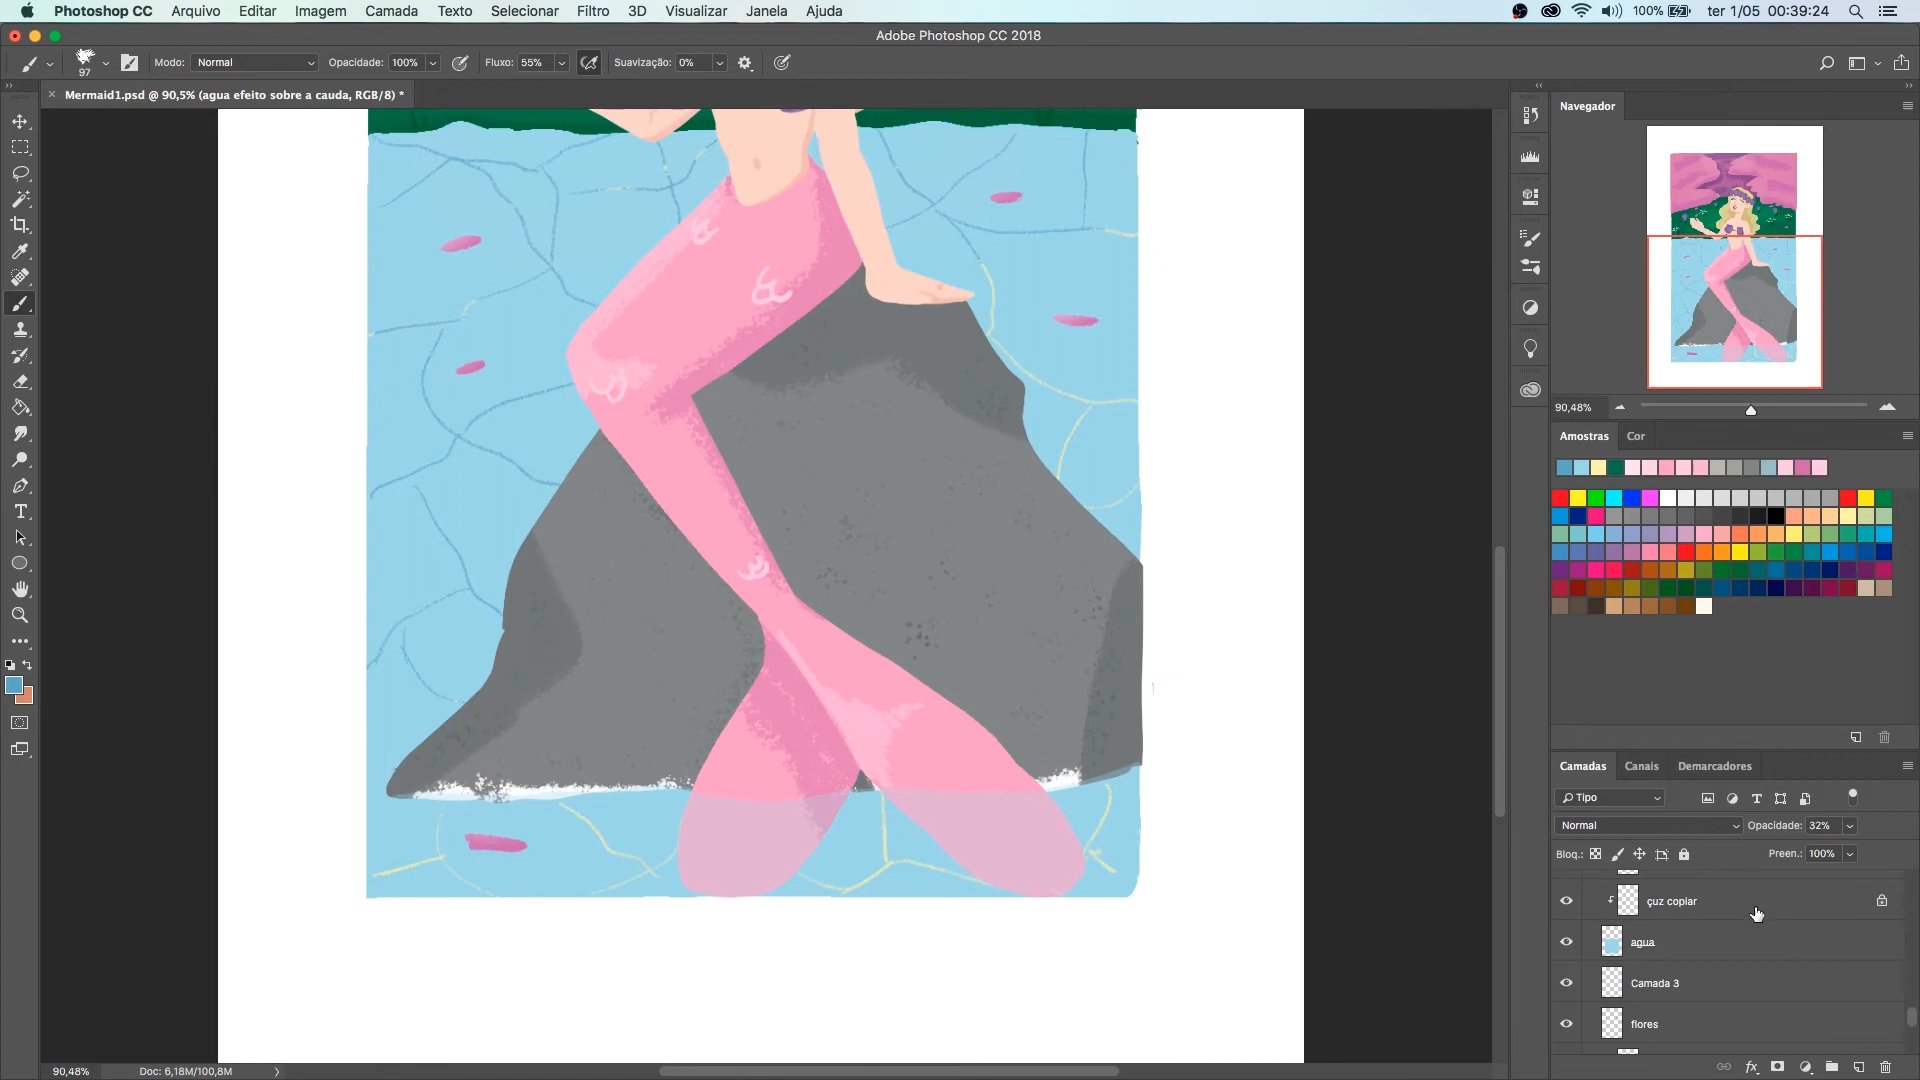 Photoshop CC Arquivo Editar Imagem Camada Texto Selecionar Filtro 3D Visualizar Janela Ajuda 100% ter 1/05 00:39:24
Adobe Photoshop CC 2018
97 Modo: Normal Opacidade: 100% Fluxo: 55% Suavização: 0%
Mermaid1.psd @ 90,5% (agua efeito sobre a cauda, RGB/8) *
Navegador
90,48%
Amostras Cor
Camadas Canais Demarcadores
Tipo
Normal Opacidade: 32%
Bloq.: Preen.: 100%
çuz copiar
agua
Camada 3
flores
90,48% Doc: 6,18M/100,8M